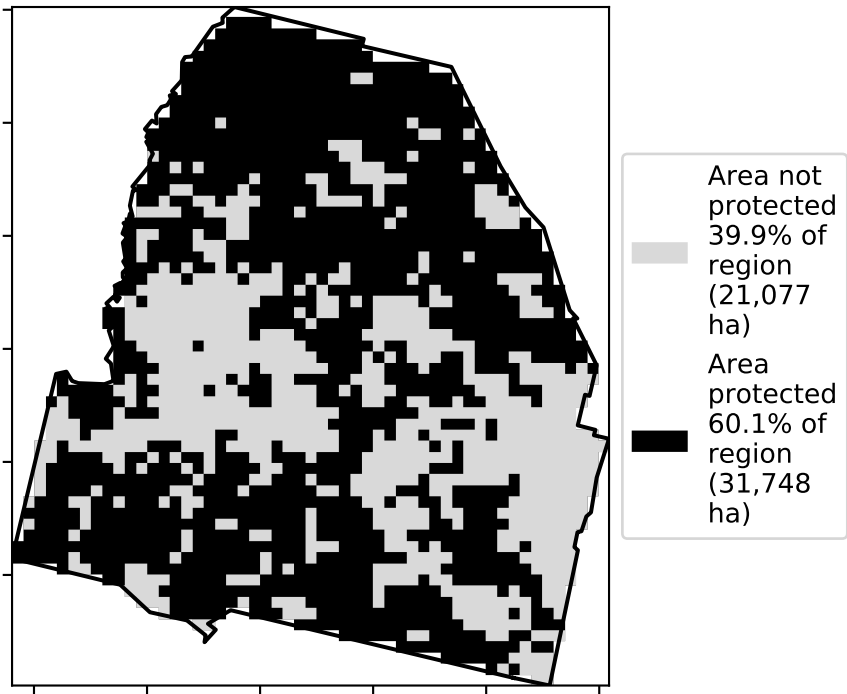 Area not
protected
39.9% of
region
(21,077
ha)
Area
protected
60.1% of
region
(31,748
ha)